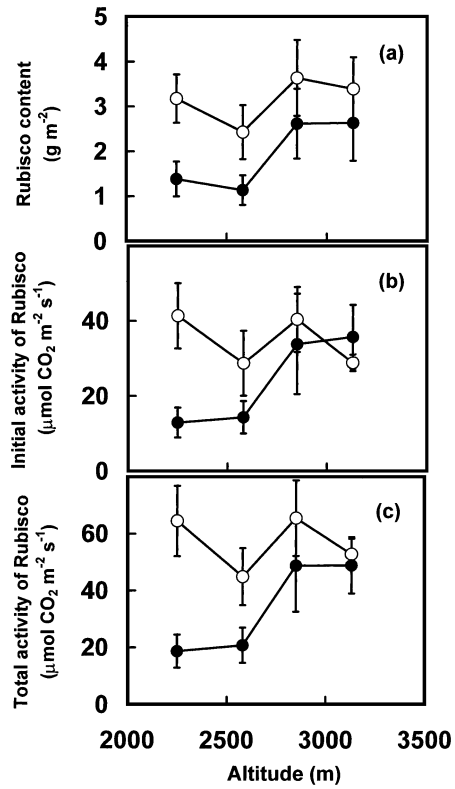 Rubisco content
(g m⁻²)
5
4
3
2
1
0
(a)
Initial activity of Rubisco
(μmol CO₂ m⁻² s⁻¹)
40
20
0
(b)
Total activity of Rubisco
(μmol CO₂ m⁻² s⁻¹)
60
40
20
0
(c)
2000 2500 3000 3500
Altitude (m)